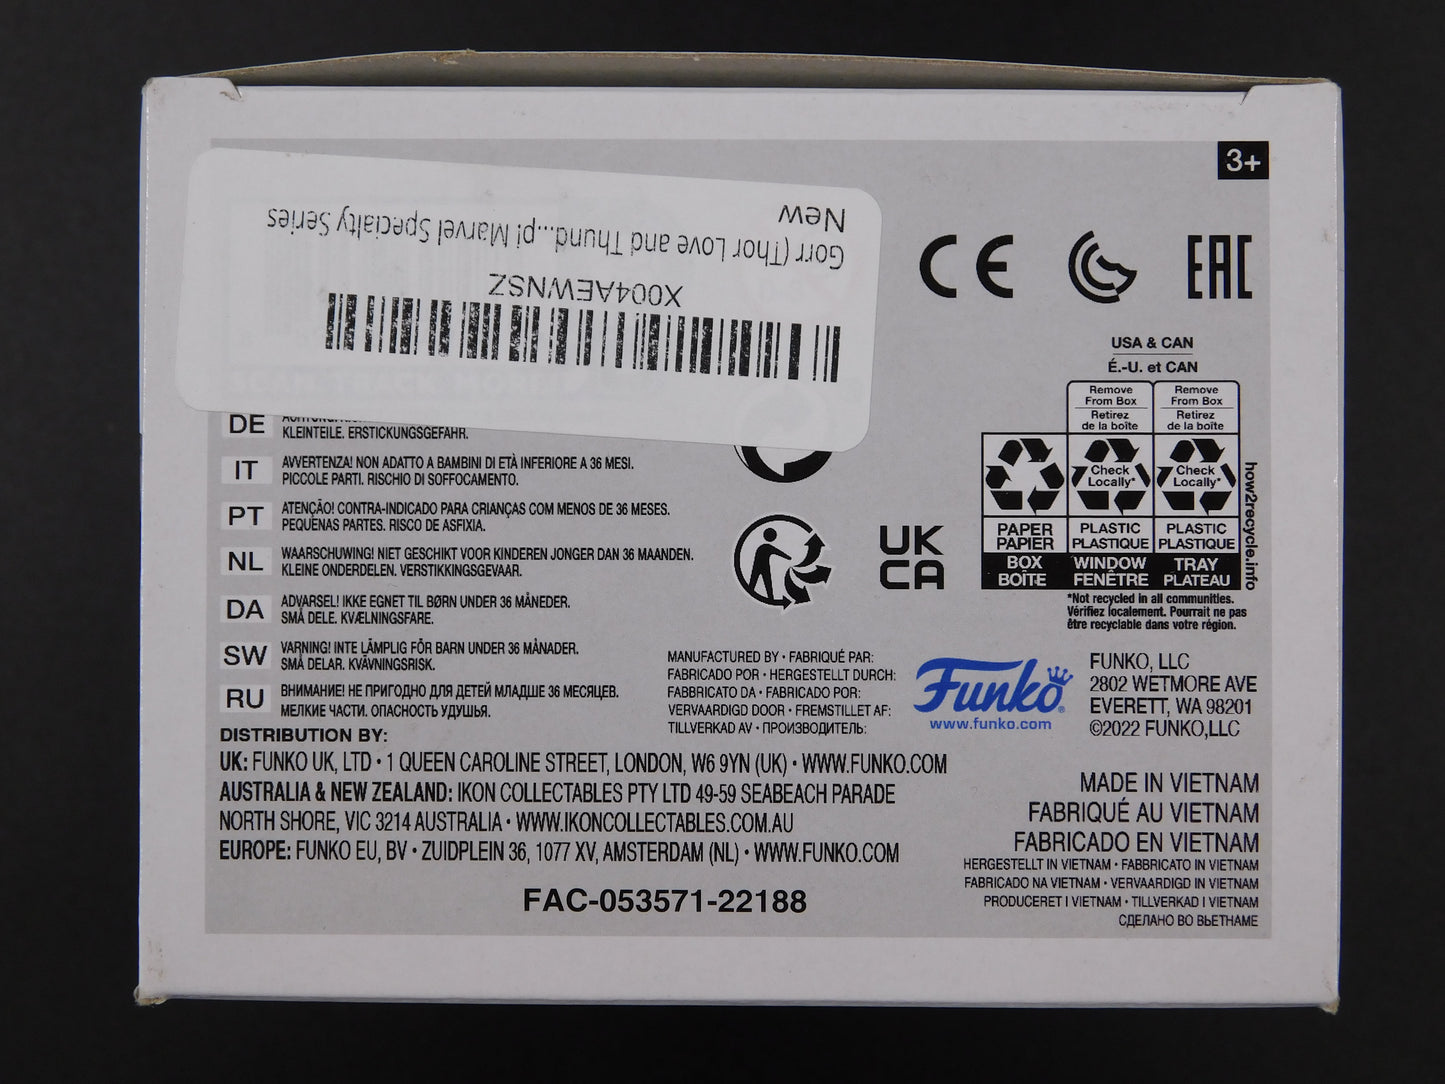 3+
New
Gorr (Thor Love and Thund...p! Marvel Specialty Series
X004AEWNSZ
CE
EAC
USA & CAN
É.-U. et CAN
Remove
From Box
Retirez
de la boîte
Remove
From Box
Retirez
de la boîte
Check
Locally*
Check
Locally*
PAPER
PAPIER
PLASTIC
PLASTIQUE
PLASTIC
PLASTIQUE
BOX
BOÎTE
WINDOW
FENÊTRE
TRAY
PLATEAU
how2recycle.info
*Not recycled in all communities.
Vérifiez localement. Pourrait ne pas
être recyclable dans votre région.
UK
CA
DE
KLEINTEILE. ERSTICKUNGSGEFAHR.
IT AVVERTENZA! NON ADATTO A BAMBINI DI ETÀ INFERIORE A 36 MESI.
PICCOLE PARTI. RISCHIO DI SOFFOCAMENTO.
PT ATENÇÃO! CONTRA-INDICADO PARA CRIANÇAS COM MENOS DE 36 MESES.
PEQUENAS PARTES. RISCO DE ASFIXIA.
NL WAARSCHUWING! NIET GESCHIKT VOOR KINDEREN JONGER DAN 36 MAANDEN.
KLEINE ONDERDELEN. VERSTIKKINGSGEVAAR.
DA ADVARSEL! IKKE EGNET TIL BØRN UNDER 36 MÅNEDER.
SMÅ DELE. KVÆLNINGSFARE.
SW VARNING! INTE LÄMPLIG FÖR BARN UNDER 36 MÅNADER.
SMÅ DELAR. KVÄVNINGSRISK.
RU ВНИМАНИЕ! НЕ ПРИГОДНО ДЛЯ ДЕТЕЙ МЛАДШЕ 36 МЕСЯЦЕВ.
МЕЛКИЕ ЧАСТИ. ОПАСНОСТЬ УДУШЬЯ.
MANUFACTURED BY • FABRIQUÉ PAR:
FABRICADO POR • HERGESTELLT DURCH:
FABBRICATO DA • FABRICADO POR:
VERVAARDIGD DOOR • FREMSTILLET AF:
TILLVERKAD AV • ПРОИЗВОДИТЕЛЬ:
Funko®
www.funko.com
FUNKO, LLC
2802 WETMORE AVE
EVERETT, WA 98201
©2022 FUNKO,LLC
DISTRIBUTION BY:
UK: FUNKO UK, LTD • 1 QUEEN CAROLINE STREET, LONDON, W6 9YN (UK) • WWW.FUNKO.COM
AUSTRALIA & NEW ZEALAND: IKON COLLECTABLES PTY LTD 49-59 SEABEACH PARADE
NORTH SHORE, VIC 3214 AUSTRALIA • WWW.IKONCOLLECTABLES.COM.AU
EUROPE: FUNKO EU, BV • ZUIDPLEIN 36, 1077 XV, AMSTERDAM (NL) • WWW.FUNKO.COM
FAC-053571-22188
MADE IN VIETNAM
FABRIQUÉ AU VIETNAM
FABRICADO EN VIETNAM
HERGESTELLT IN VIETNAM • FABBRICATO IN VIETNAM
FABRICADO NA VIETNAM • VERVAARDIGD IN VIETNAM
PRODUCERET I VIETNAM • TILLVERKAD I VIETNAM
СДЕЛАНО ВО ВЬЕТНАМЕ